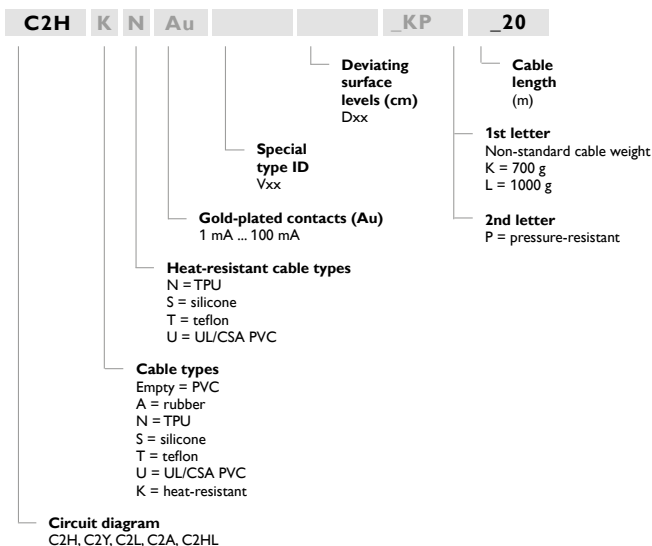 C2H K N Au _KP _20
Deviating
surface
levels (cm)
Dxx
Cable
length
(m)
1st letter
Non-standard cable weight
K = 700 g
L = 1000 g
Special
type ID
Vxx
2nd letter
P = pressure-resistant
Gold-plated contacts (Au)
1 mA ... 100 mA
Heat-resistant cable types
N = TPU
S = silicone
T = teflon
U = UL/CSA PVC
Cable types
Empty = PVC
A = rubber
N = TPU
S = silicone
T = teflon
U = UL/CSA PVC
K = heat-resistant
Circuit diagram
C2H, C2Y, C2L, C2A, C2HL